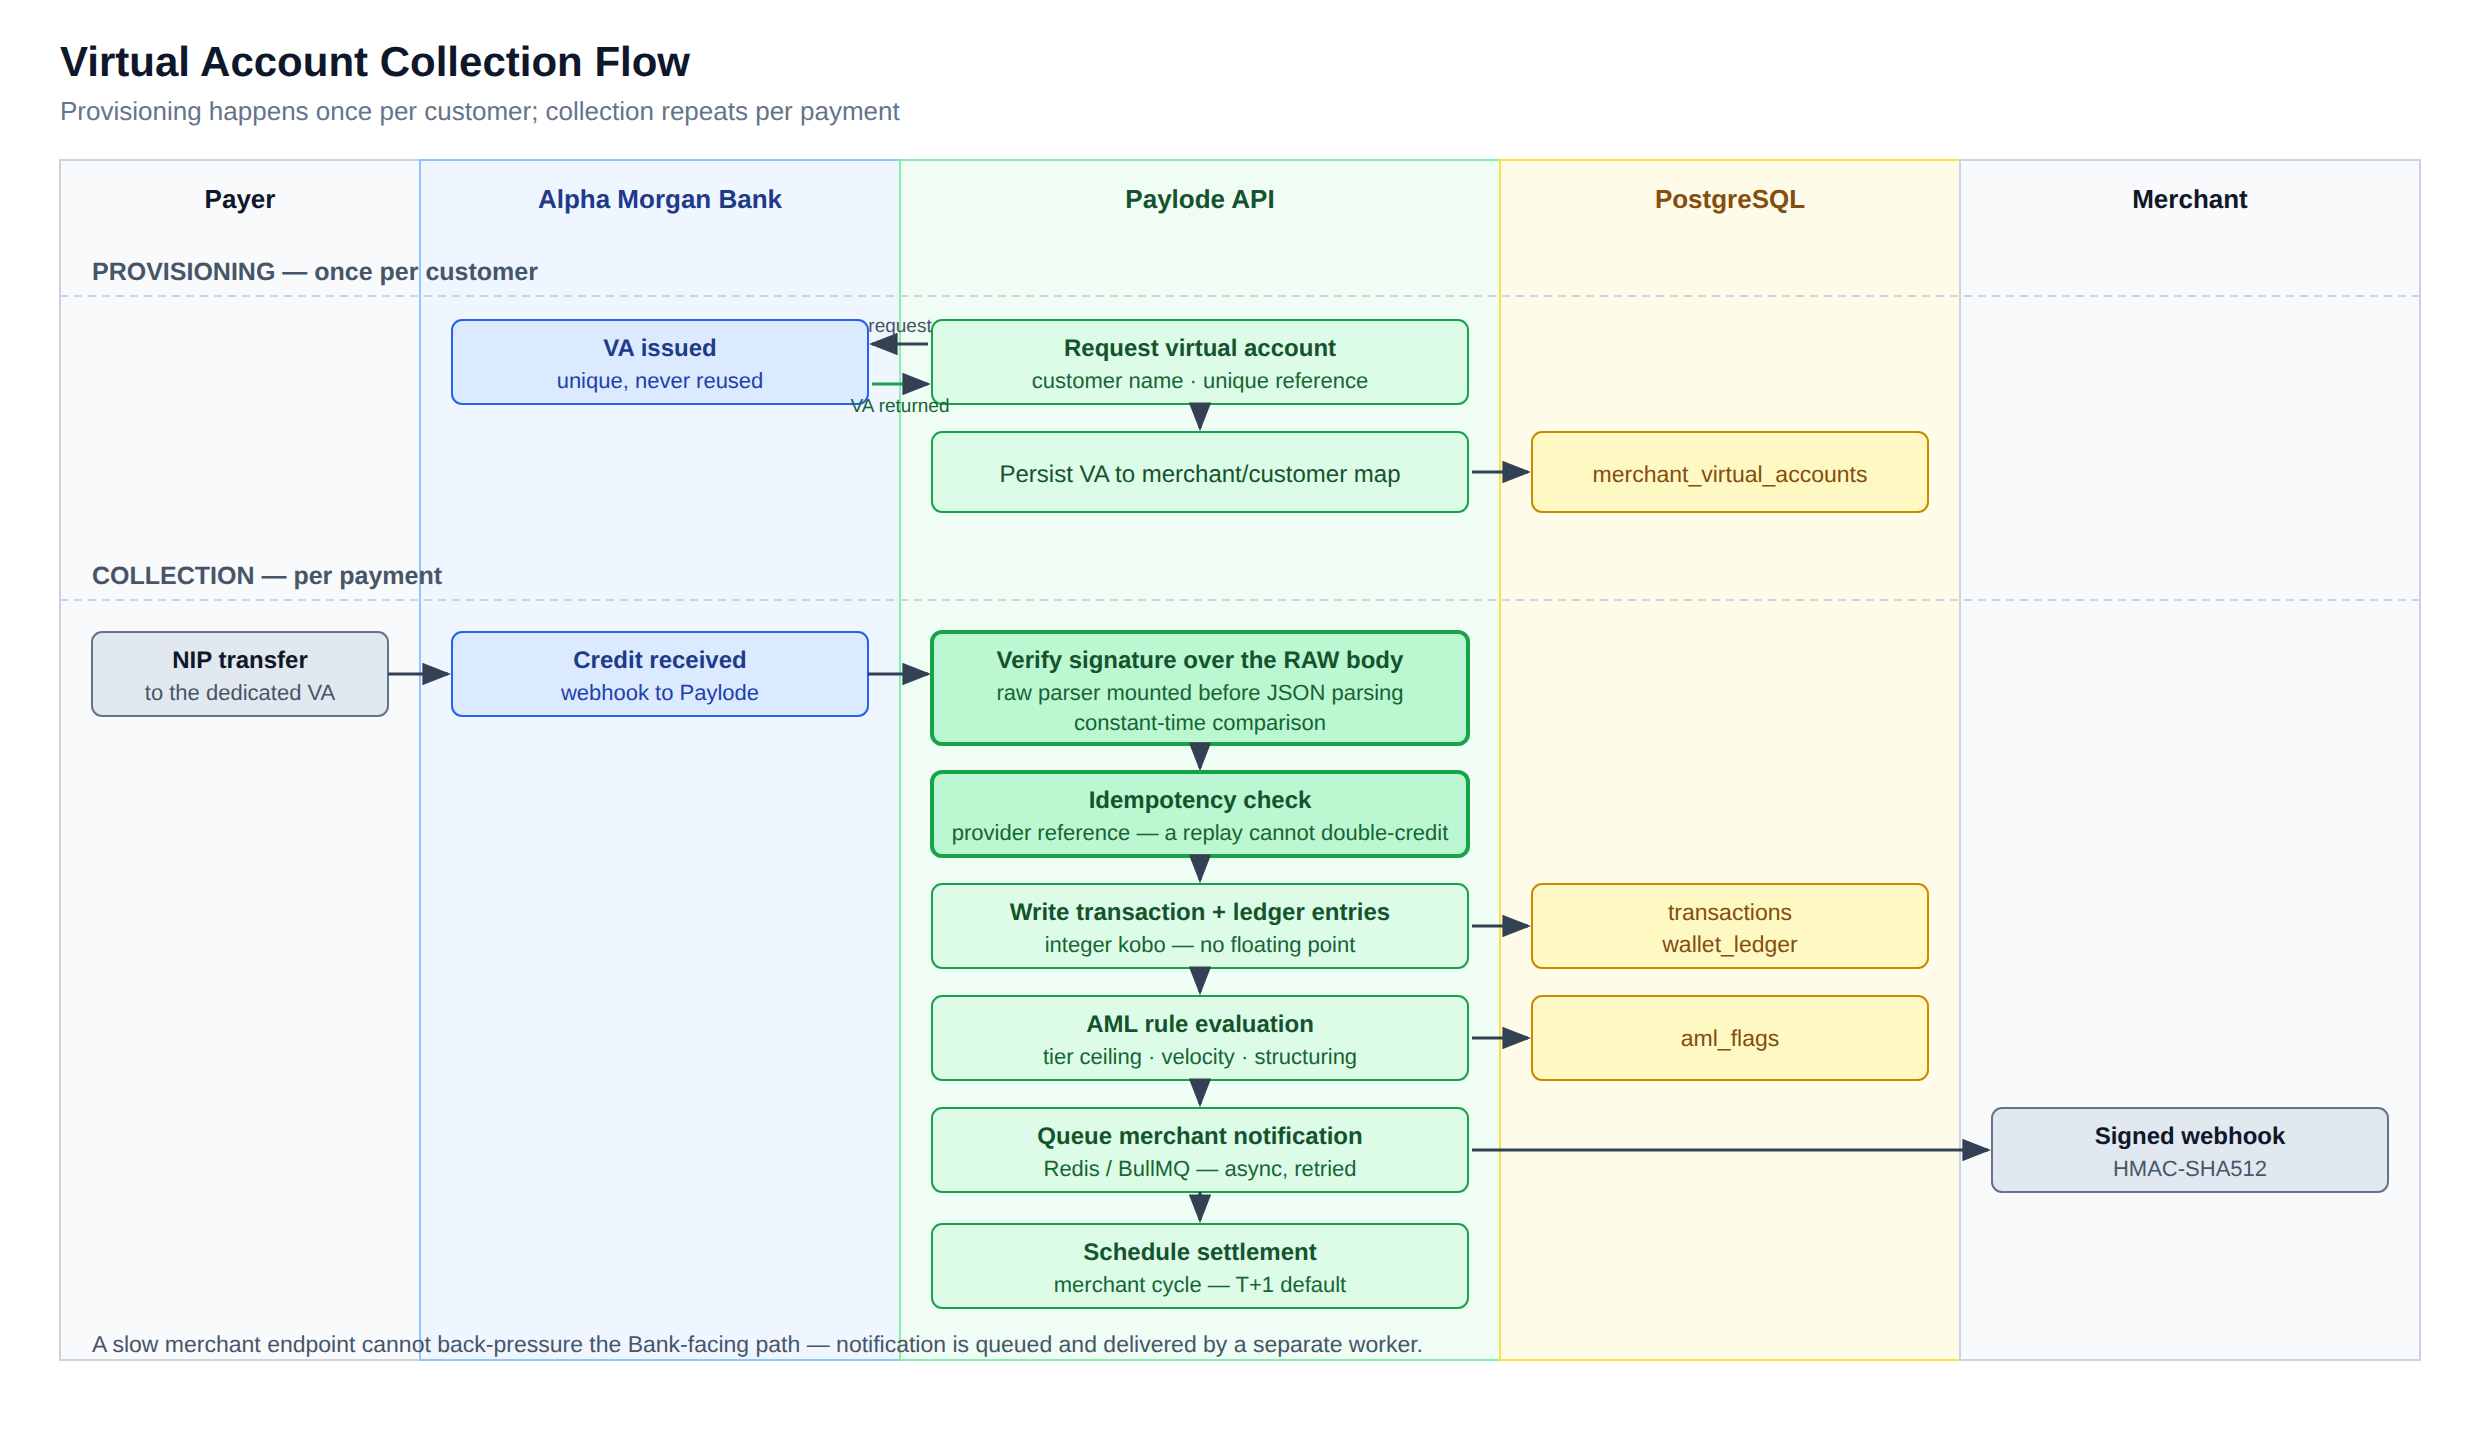 Virtual Account Collection Flow
Provisioning happens once per customer; collection repeats per payment
Payer
Alpha Morgan Bank
Paylode API
PostgreSQL
Merchant
PROVISIONING — once per customer
VA issued
unique, never reused
request
VA returned
Request virtual account
customer name · unique reference
Persist VA to merchant/customer map
merchant_virtual_accounts
COLLECTION — per payment
NIP transfer
to the dedicated VA
Credit received
webhook to Paylode
Verify signature over the RAW body
raw parser mounted before JSON parsing
constant-time comparison
Idempotency check
provider reference — a replay cannot double-credit
Write transaction + ledger entries
integer kobo — no floating point
transactions
wallet_ledger
AML rule evaluation
tier ceiling · velocity · structuring
aml_flags
Queue merchant notification
Redis / BullMQ — async, retried
Signed webhook
HMAC-SHA512
Schedule settlement
merchant cycle — T+1 default
A slow merchant endpoint cannot back-pressure the Bank-facing path — notification is queued and delivered by a separate worker.